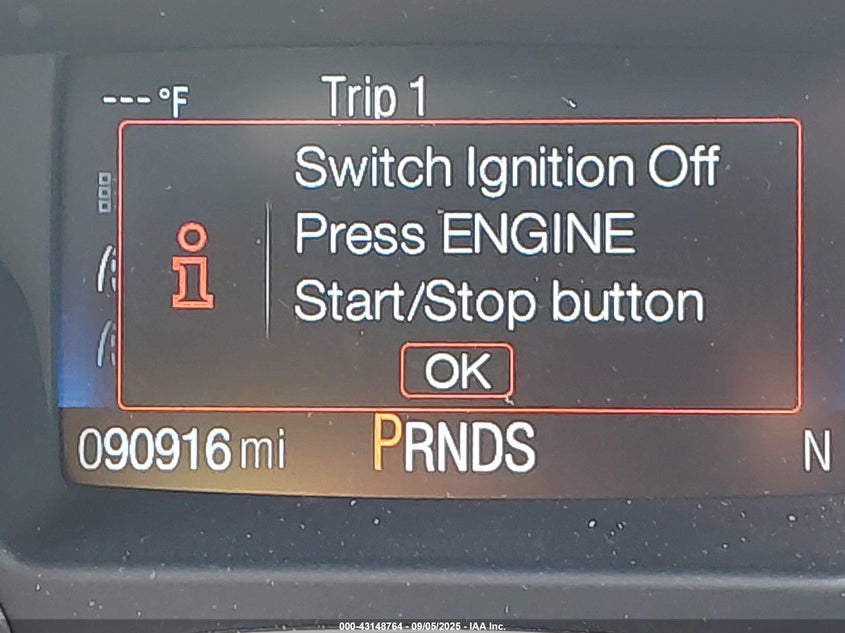 ---°F
Trip 1
Switch Ignition Off
Press ENGINE
Start/Stop button
OK
090916 mi
PRNDS
N
000-43148764 - 09/05/2025 - IAA Inc.